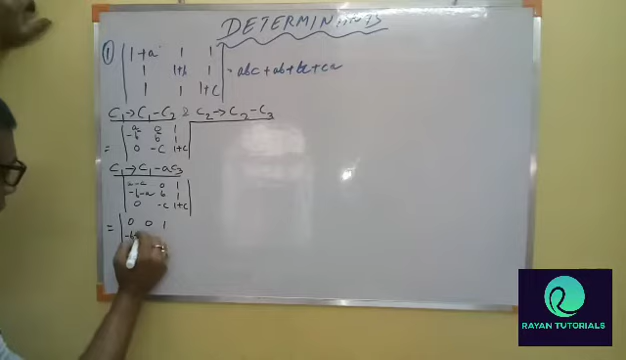 DETERMINANTS
① | 1+a 1 1 |
| 1 1+b 1 | = abc + ab + bc + ca
| 1 1 1+c |
C₁→C₁-C₂ & C₂→C₂-C₃
| a 0 1 |
| -b b 1 |
= | 0 -c 1+c |
C₁→C₁-aC₃
| a-a 0 1 |
| -b-a b 1 |
| 0 -c 1+c |
= | 0 0 1
RAYAN TUTORIALS